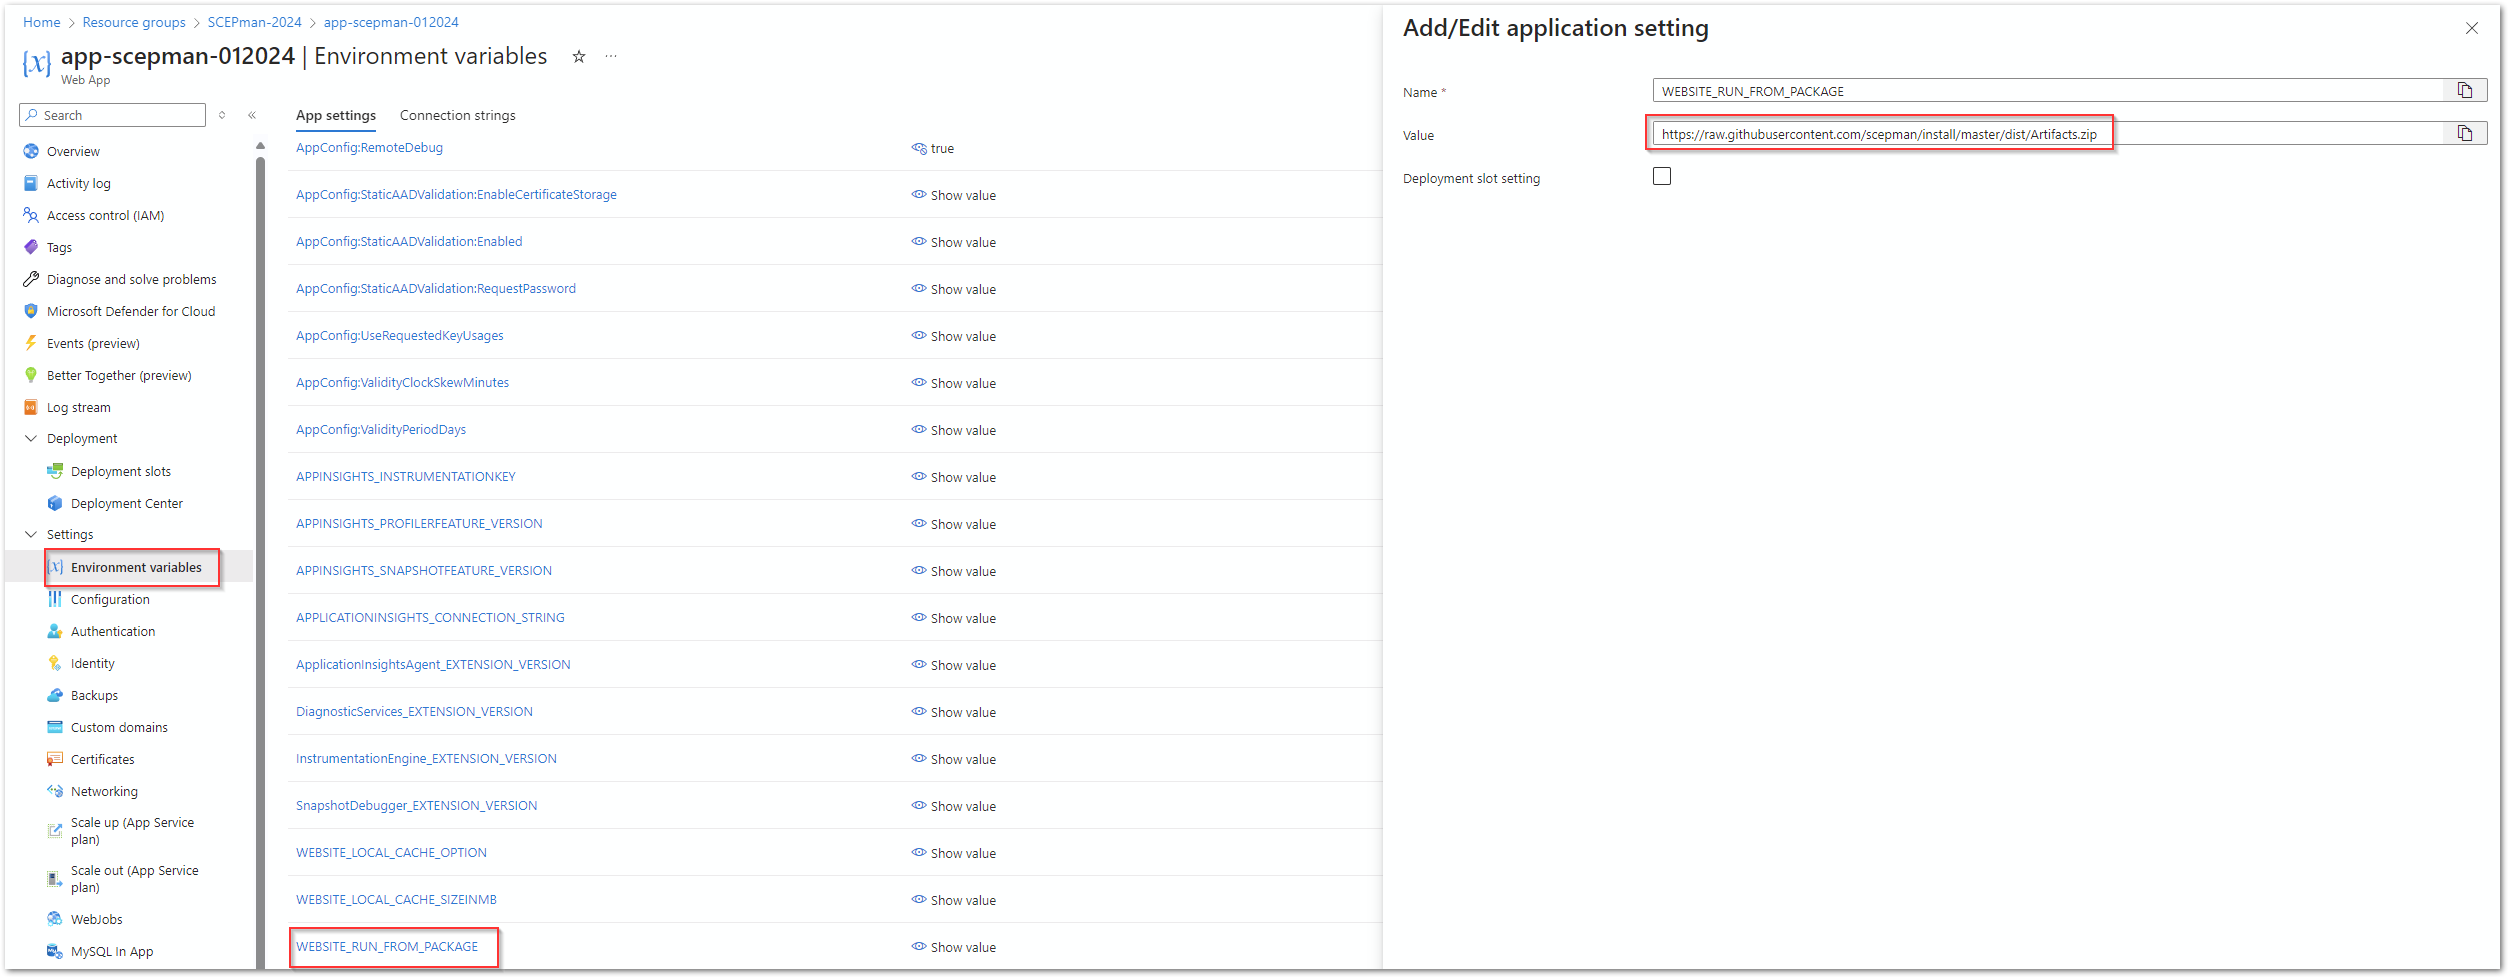 Home > Resource groups > SCEPman-2024 > app-scepman-012024
app-scepman-012024 | Environment variables
Web App
Search
Overview
Activity log
Access control (IAM)
Tags
Diagnose and solve problems
Microsoft Defender for Cloud
Events (preview)
Better Together (preview)
Log stream
Deployment
Deployment slots
Deployment Center
Settings
Environment variables
Configuration
Authentication
Identity
Backups
Custom domains
Certificates
Networking
Scale up (App Service
plan)
Scale out (App Service
plan)
WebJobs
MySQL In App
App settings Connection strings
AppConfig:RemoteDebug true
AppConfig:StaticAADValidation:EnableCertificateStorage Show value
AppConfig:StaticAADValidation:Enabled Show value
AppConfig:StaticAADValidation:RequestPassword Show value
AppConfig:UseRequestedKeyUsages Show value
AppConfig:ValidityClockSkewMinutes Show value
AppConfig:ValidityPeriodDays Show value
APPINSIGHTS_INSTRUMENTATIONKEY Show value
APPINSIGHTS_PROFILERFEATURE_VERSION Show value
APPINSIGHTS_SNAPSHOTFEATURE_VERSION Show value
APPLICATIONINSIGHTS_CONNECTION_STRING Show value
ApplicationInsightsAgent_EXTENSION_VERSION Show value
DiagnosticServices_EXTENSION_VERSION Show value
InstrumentationEngine_EXTENSION_VERSION Show value
SnapshotDebugger_EXTENSION_VERSION Show value
WEBSITE_LOCAL_CACHE_OPTION Show value
WEBSITE_LOCAL_CACHE_SIZEINMB Show value
WEBSITE_RUN_FROM_PACKAGE Show value
Add/Edit application setting
Name * WEBSITE_RUN_FROM_PACKAGE
Value https://raw.githubusercontent.com/scepman/install/master/dist/Artifacts.zip
Deployment slot setting